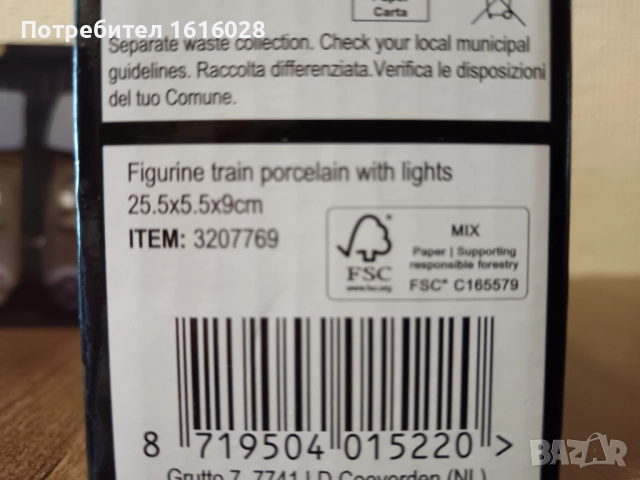 Потребител 1616028
Carta
Separate waste collection. Check your local municipal
guidelines. Raccolta differenziata.Verifica le disposizioni
del tuo Comune.
Figurine train porcelain with lights
25.5x5.5x9cm
ITEM: 3207769
FSC
www.fsc.org
MIX
Paper | Supporting
responsible forestry
FSC® C165579
8 719504 015220 >
Grutto 7, 7741 LD Coevorden (NL)
BAZAR